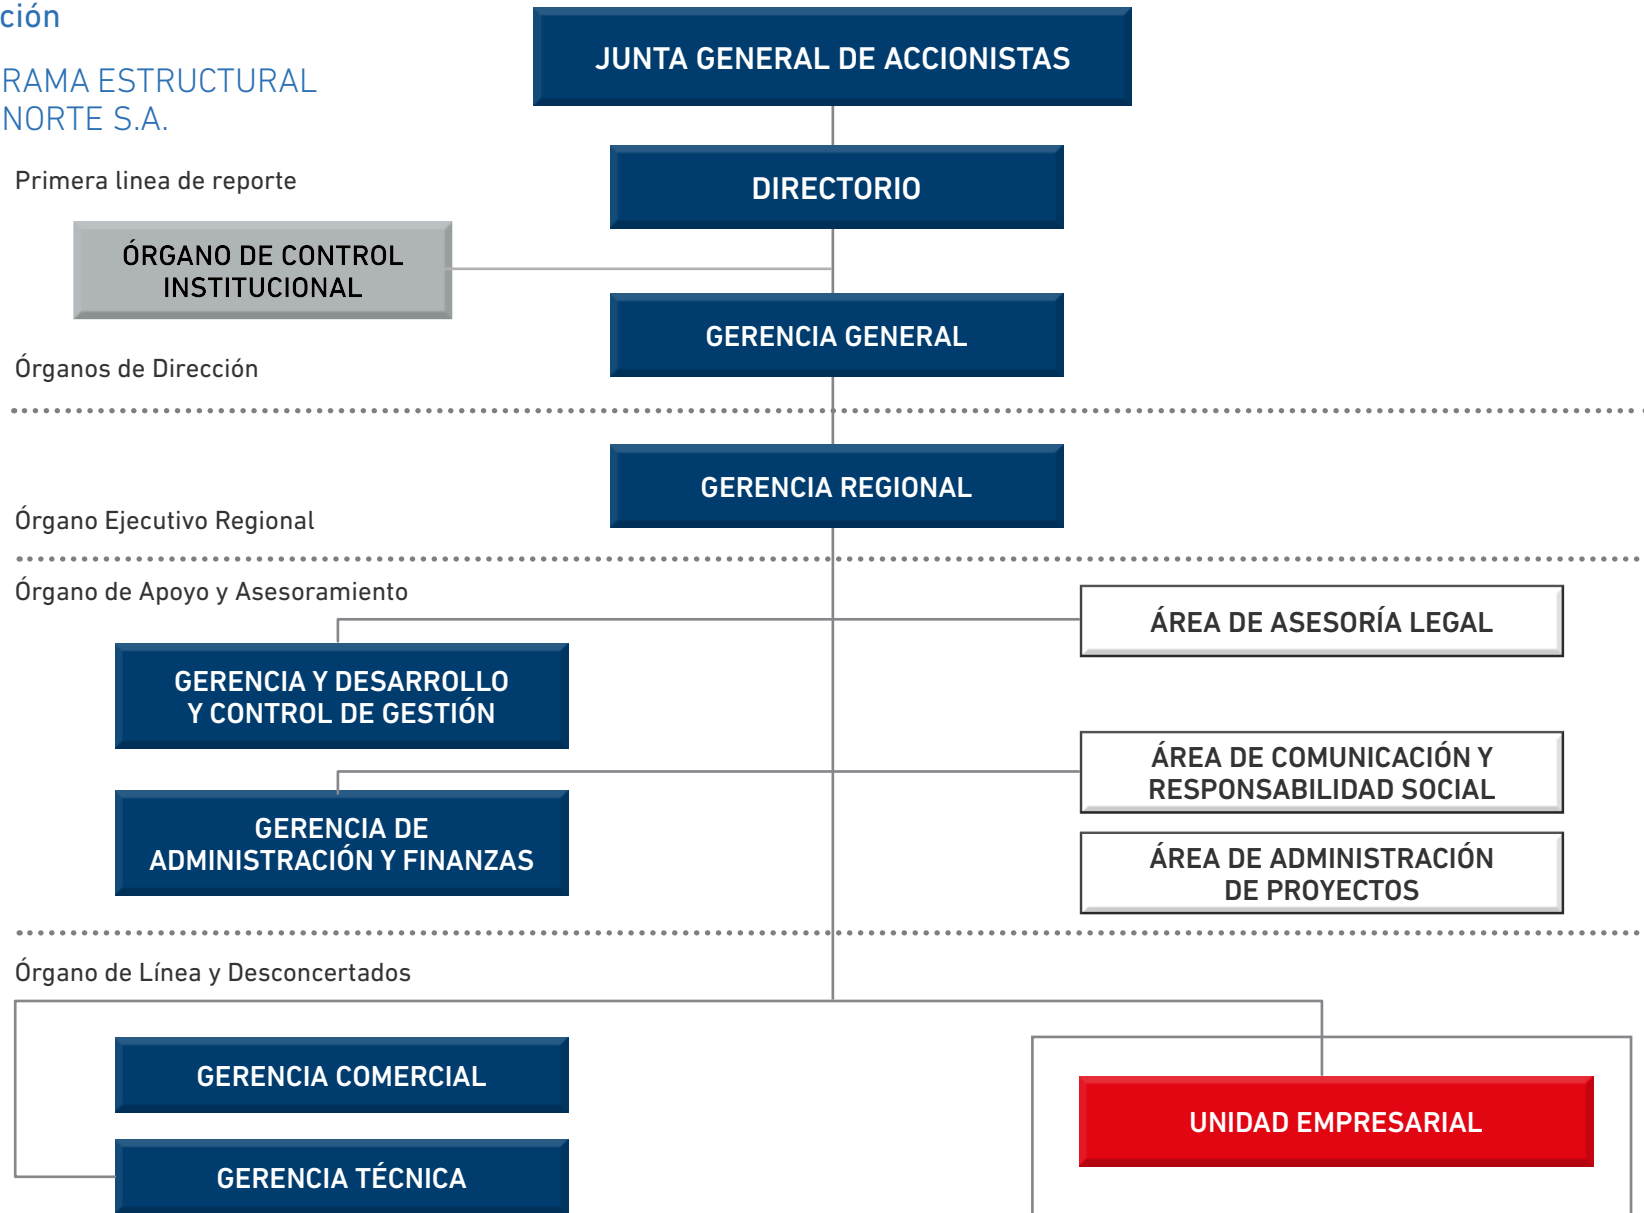 ción
RAMA ESTRUCTURAL
NORTE S.A.
JUNTA GENERAL DE ACCIONISTAS
Primera linea de reporte
DIRECTORIO
ÓRGANO DE CONTROL
INSTITUCIONAL
GERENCIA GENERAL
Órganos de Dirección
GERENCIA REGIONAL
Órgano Ejecutivo Regional
Órgano de Apoyo y Asesoramiento
ÁREA DE ASESORÍA LEGAL
GERENCIA Y DESARROLLO
Y CONTROL DE GESTIÓN
ÁREA DE COMUNICACIÓN Y
RESPONSABILIDAD SOCIAL
GERENCIA DE
ADMINISTRACIÓN Y FINANZAS
ÁREA DE ADMINISTRACIÓN
DE PROYECTOS
Órgano de Línea y Desconcertados
GERENCIA COMERCIAL
UNIDAD EMPRESARIAL
GERENCIA TÉCNICA